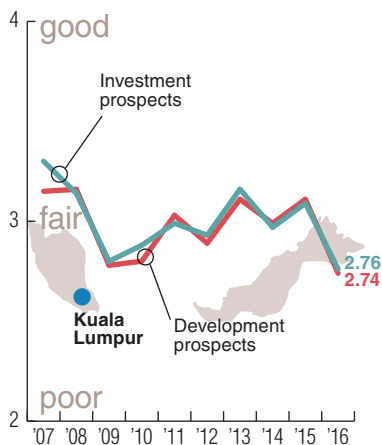 4
good
Investment
prospects
3
fair
2.76
2.74
Kuala
Lumpur
Development
prospects
poor
2
'07 '08 '09 '10 '11 '12 '13 '14 '15 '16